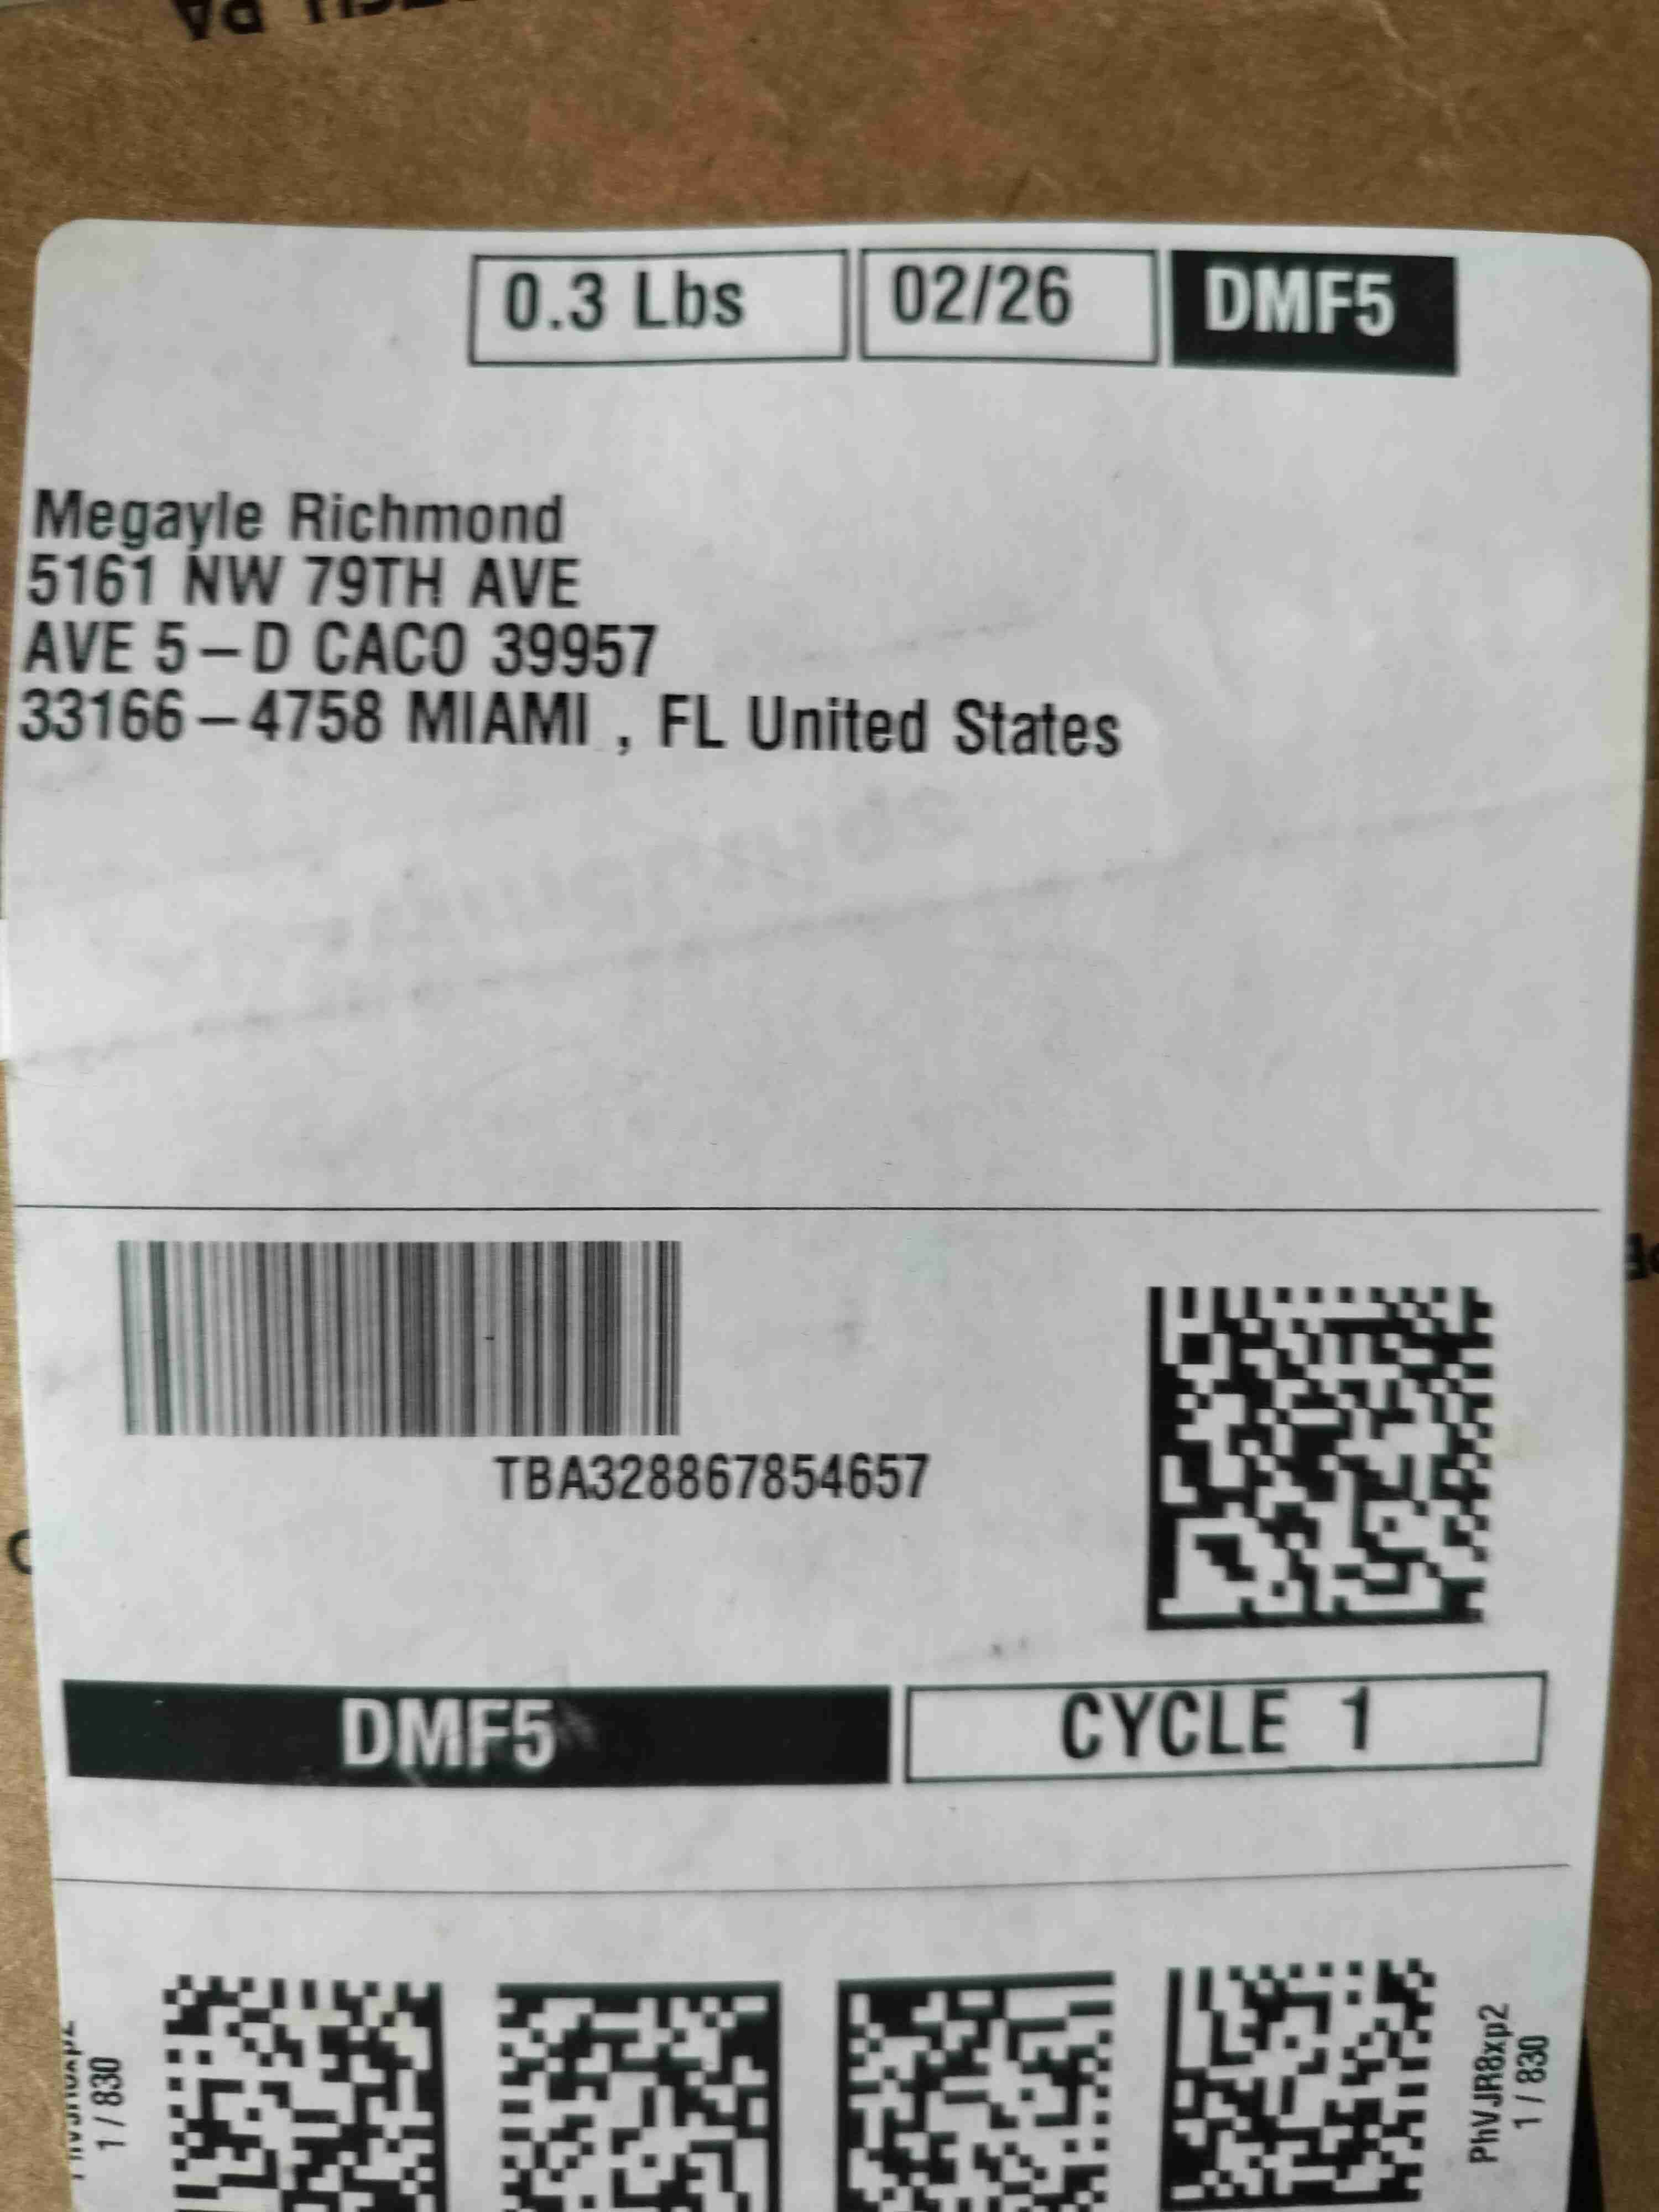 0.3 Lbs 02/26 DMF5
Megayle Richmond
5161 NW 79TH AVE
AVE 5-D CACO 39957
33166-4758 MIAMI , FL United States
TBA328867854657
DMF5 CYCLE 1
1 / 830
PhVJR8xp2
1 / 830